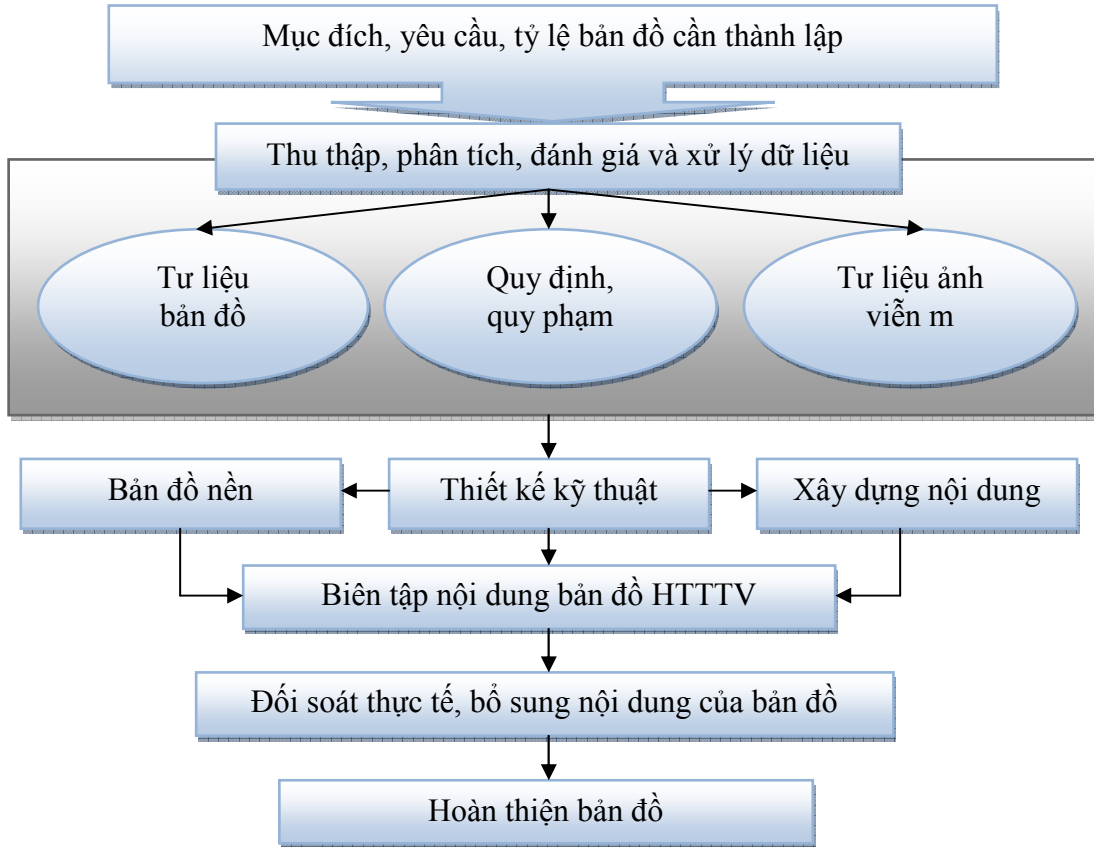 Mục đích, yêu cầu, tỷ lệ bản đồ cần thành lập
Thu thập, phân tích, đánh giá và xử lý dữ liệu
Tư liệu
bản đồ
Quy định,
quy phạm
Tư liệu ảnh
viễn m
Bản đồ nền
Thiết kế kỹ thuật
Xây dựng nội dung
Biên tập nội dung bản đồ HTTTV
Đối soát thực tế, bổ sung nội dung của bản đồ
Hoàn thiện bản đồ